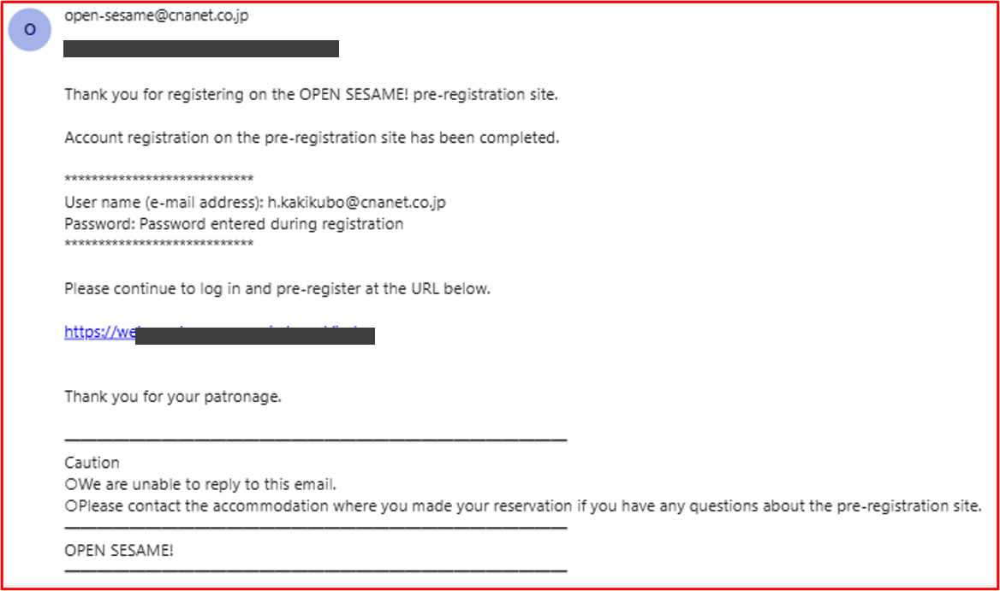 O
open-sesame@cnanet.co.jp
Thank you for registering on the OPEN SESAME! pre-registration site.
Account registration on the pre-registration site has been completed.
****************************
User name (e-mail address): h.kakikubo@cnanet.co.jp
Password: Password entered during registration
****************************
Please continue to log in and pre-register at the URL below.
https://we
Thank you for your patronage.
Caution
○We are unable to reply to this email.
○Please contact the accommodation where you made your reservation if you have any questions about the pre-registration site.
OPEN SESAME!